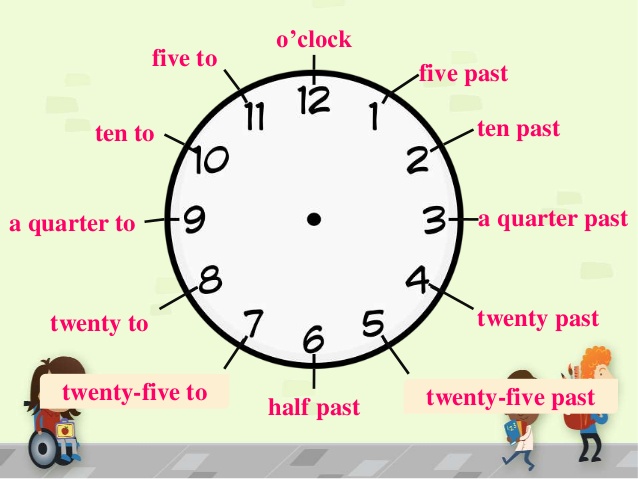 o’clock
five to
five past
12
11
1
ten to
ten past
10
2
a quarter to
9
3
a quarter past
8
4
twenty to
7
6
5
twenty past
twenty-five to
half past
twenty-five past